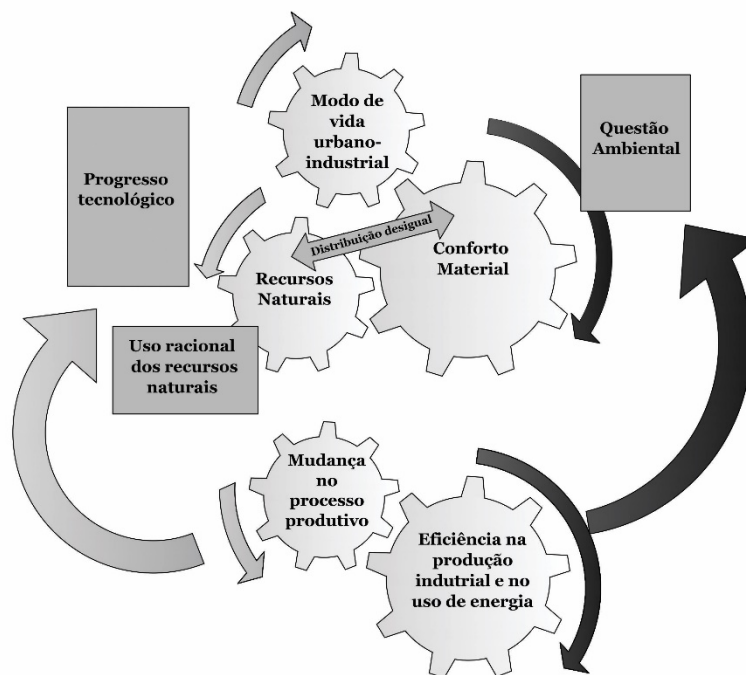 Modo de
vida
urbano-
industrial
Questão
Ambiental
Progresso
tecnológico
Distribuição desigual
Recursos
Naturais
Conforto
Material
Uso racional
dos recursos
naturais
Mudança
no
processo
produtivo
Eficiência na
produção
indutrial e no
uso de energia